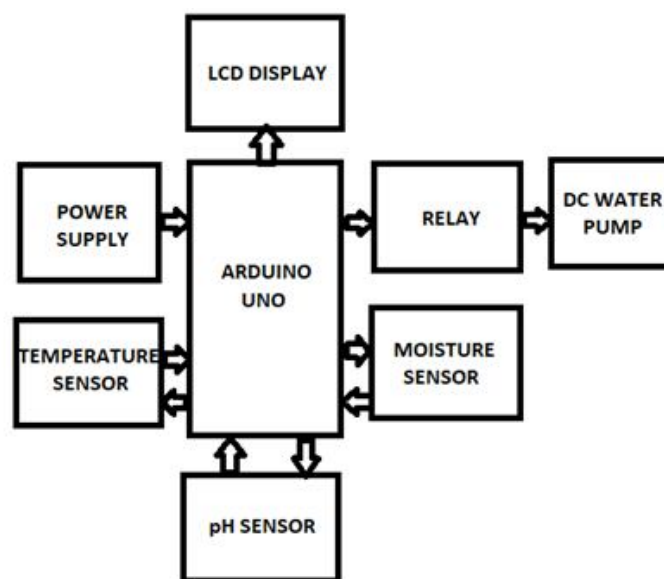 LCD DISPLAY
POWER
SUPPLY
ARDUINO
UNO
RELAY
DC WATER
PUMP
TEMPERATURE
SENSOR
MOISTURE
SENSOR
pH SENSOR